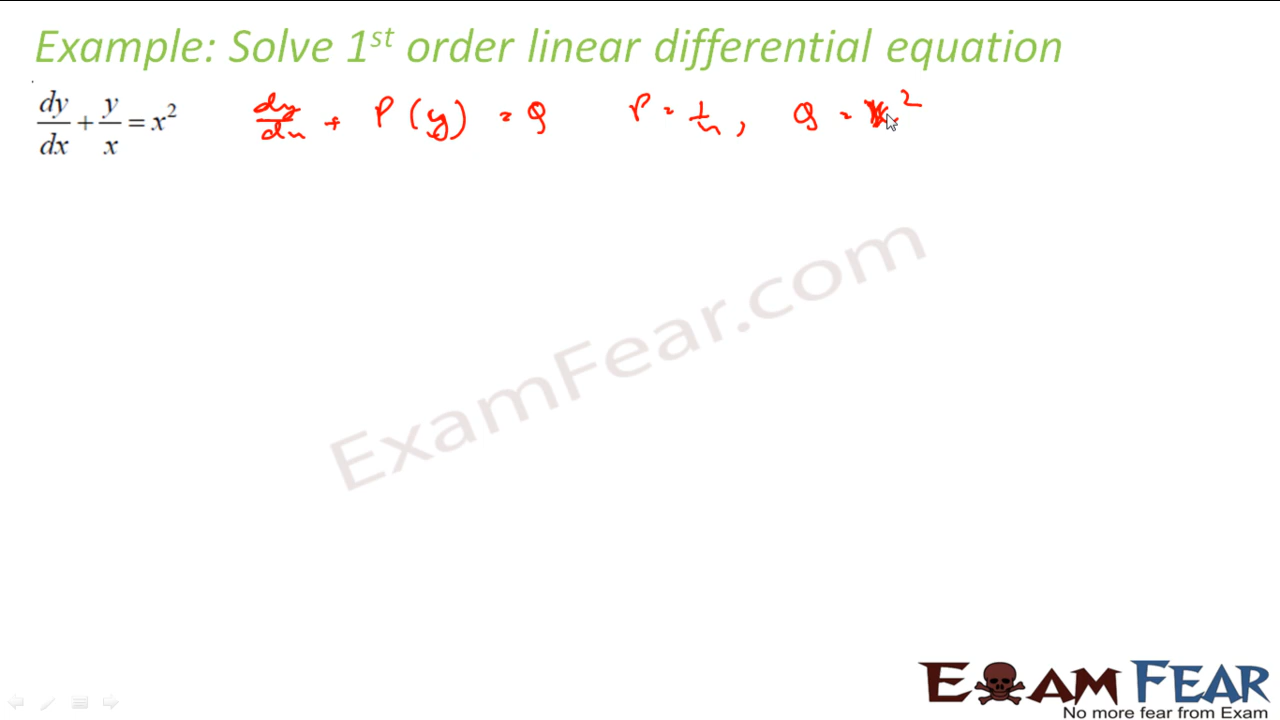 Example: Solve 1st order linear differential equation
dy/dx + y/x = x² dy/dx + P(y) = Q P = 1/x, Q = x²
ExamFear.com
EXAM FEAR
No more fear from Exam